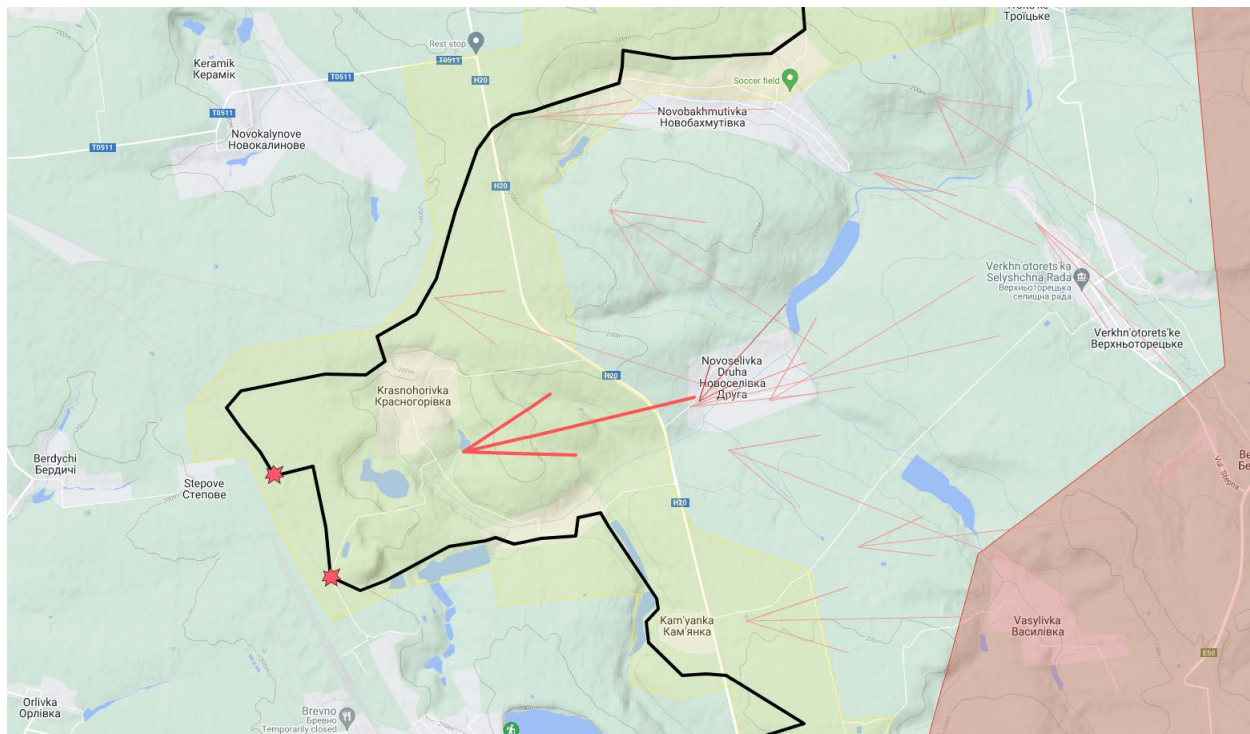 Троїцьке
Rest stop
T0511
Keramik
Керамік
T0511
H20
Soccer field
T0511
Novobakhmutivka
Новобахмутівка
Novokalynove
Новокалинове
T0511
H20
Verkhn'otorets'ka
Selyshchna Rada
Верхньоторецька
селищна рада
Verkhn'otorets'ke
Верхньоторецьке
Novoselivka
Druha
Новоселівка
Друга
H20
Krasnohorivka
Красногорівка
Berdychi
Бердичі
Stepove
Степове
Vul. Stepna
H20
Kam'yanka
Кам'янка
Vasylivka
Василівка
E50
Orlivka
Орлівка
Brevno
Бревно
Temporarily closed